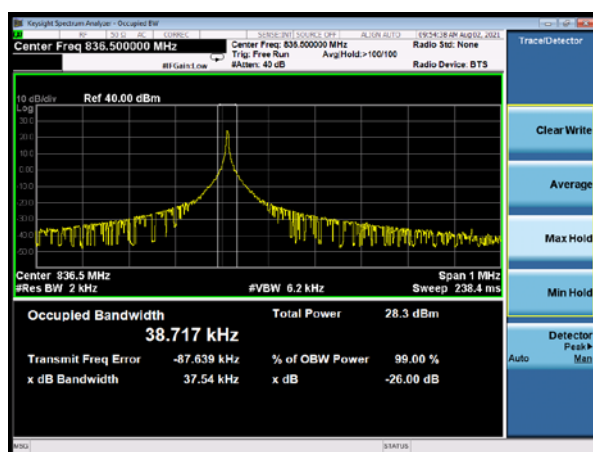 Keysight Spectrum Analyzer - Occupied BW
RF 50 Ω AC CORREC SENSE:INT SOURCE OFF ALIGN AUTO 09:54:38 AM Aug 02, 2021
Center Freq 836.500000 MHz
Center Freq: 836.500000 MHz
Radio Std: None
Trig: Free Run Avg|Hold:>100/100
#IFGain:Low #Atten: 40 dB Radio Device: BTS
Trace/Detector
10 dB/div Ref 40.00 dBm
Log
30.0
20.0
10.0
0.00
-10.0
-20.0
-30.0
-40.0
-50.0
Center 836.5 MHz Span 1 MHz
#Res BW 2 kHz #VBW 6.2 kHz Sweep 238.4 ms
Occupied Bandwidth Total Power 28.3 dBm
38.717 kHz
Transmit Freq Error -87.639 kHz % of OBW Power 99.00 %
x dB Bandwidth 37.54 kHz x dB -26.00 dB
Clear Write
Average
Max Hold
Min Hold
Detector
Peak▶
Auto Man
MSG STATUS